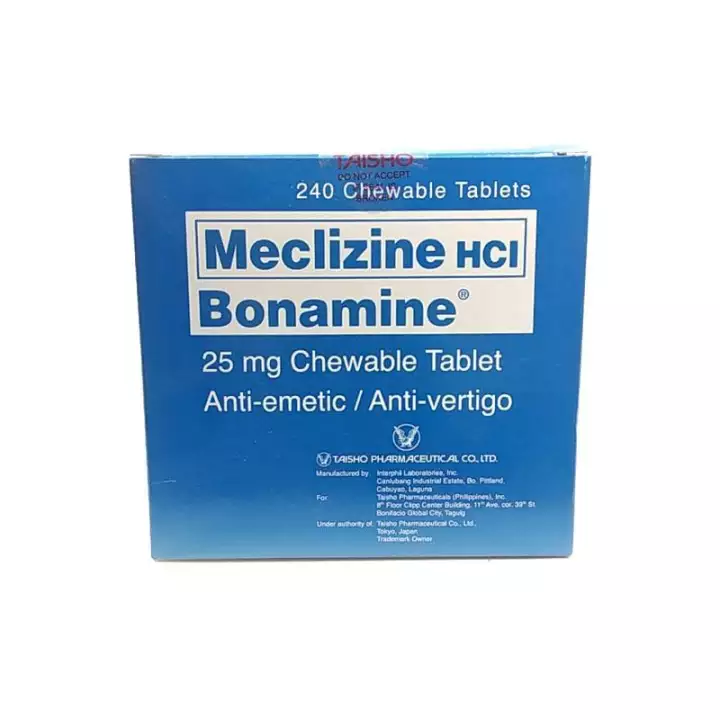 TAISHO
DO NOT ACCEPT
BROKEN
240 Chewable Tablets
Meclizine HCl
Bonamine®
25 mg Chewable Tablet
Anti-emetic / Anti-vertigo
TAISHO PHARMACEUTICAL CO., LTD.
Manufactured by: Interphil Laboratories, Inc.
Canlubang Industrial Estate, Bo. Pittland,
Cabuyao, Laguna
For: Taisho Pharmaceuticals (Philippines), Inc.
8th Floor Clipp Center Building, 11th Ave, cor. 39th St.
Bonifacio Global City, Taguig
Under authority of: Taisho Pharmaceutical Co., Ltd.,
Tokyo, Japan
Trademark Owner